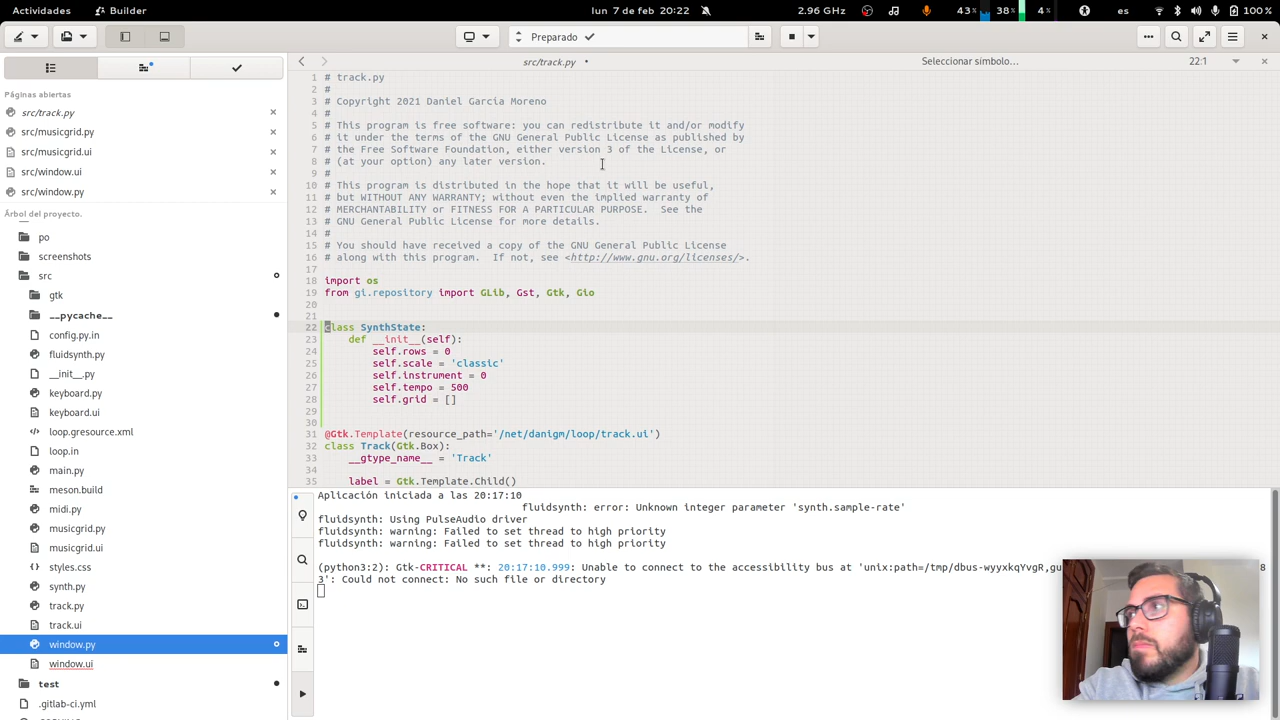 Actividades
Builder
lun 7 de feb 20:22
2.96 GHz
43%
38%
4%
es
100%
Preparado
src/track.py
Seleccionar símbolo…
22:1
Páginas abiertas
src/track.py
src/musicgrid.py
src/musicgrid.ui
src/window.ui
src/window.py
Árbol del proyecto.
po
screenshots
src
gtk
__pycache__
config.py.in
fluidsynth.py
__init__.py
keyboard.py
keyboard.ui
loop.gresource.xml
loop.in
main.py
meson.build
midi.py
musicgrid.py
musicgrid.ui
styles.css
synth.py
track.py
track.ui
window.py
window.ui
test
.gitlab-ci.yml
1 # track.py
2 #
3 # Copyright 2021 Daniel García Moreno
4 #
5 # This program is free software: you can redistribute it and/or modify
6 # it under the terms of the GNU General Public License as published by
7 # the Free Software Foundation, either version 3 of the License, or
8 # (at your option) any later version.
9 #
10 # This program is distributed in the hope that it will be useful,
11 # but WITHOUT ANY WARRANTY; without even the implied warranty of
12 # MERCHANTABILITY or FITNESS FOR A PARTICULAR PURPOSE.  See the
13 # GNU General Public License for more details.
14 #
15 # You should have received a copy of the GNU General Public License
16 # along with this program.  If not, see <http://www.gnu.org/licenses/>.
17
18 import os
19 from gi.repository import GLib, Gst, Gtk, Gio
20
21
22 class SynthState:
23     def __init__(self):
24         self.rows = 0
25         self.scale = 'classic'
26         self.instrument = 0
27         self.tempo = 500
28         self.grid = []
29
30
31 @Gtk.Template(resource_path='/net/danigm/loop/track.ui')
32 class Track(Gtk.Box):
33     __gtype_name__ = 'Track'
34
35     label = Gtk.Template.Child()
Aplicación iniciada a las 20:17:10
fluidsynth: error: Unknown integer parameter 'synth.sample-rate'
fluidsynth: Using PulseAudio driver
fluidsynth: warning: Failed to set thread to high priority
fluidsynth: warning: Failed to set thread to high priority
(python3:2): Gtk-CRITICAL **: 20:17:10.999: Unable to connect to the accessibility bus at 'unix:path=/tmp/dbus-wyyxkqYvgR,gu
8
3': Could not connect: No such file or directory